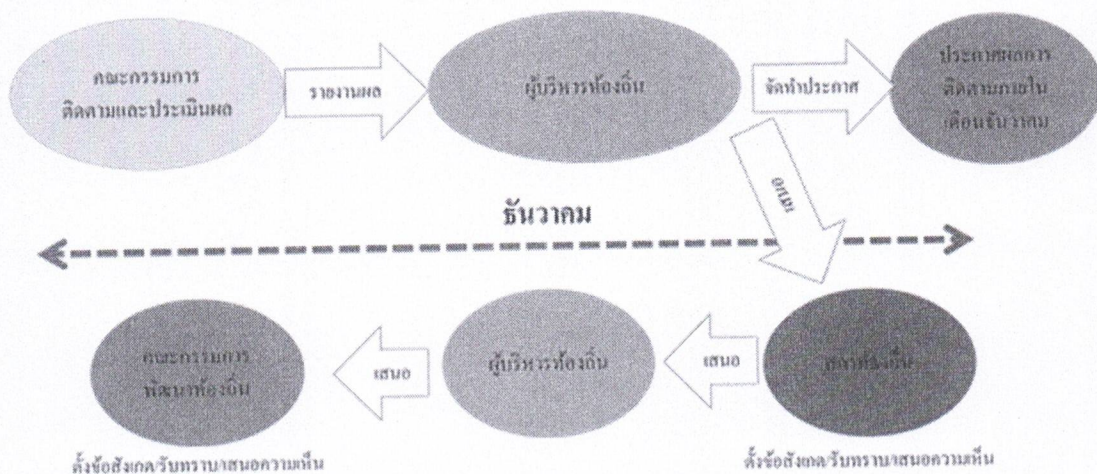 คณะกรรมการ
ติดตามและประเมินผล
รายงานผล
ผู้บริหารท้องถิ่น
จัดทำประกาศ
ประกาศผลการ
ติดตามภายใน
เดือนธันวาคม
เสนอ
ธันวาคม
คณะกรรมการ
พัฒนาท้องถิ่น
เสนอ
ผู้บริหารท้องถิ่น
เสนอ
สภาท้องถิ่น
ตั้งข้อสังเกต/รับทราบ/เสนอความเห็น
ตั้งข้อสังเกต/รับทราบ/เสนอความเห็น